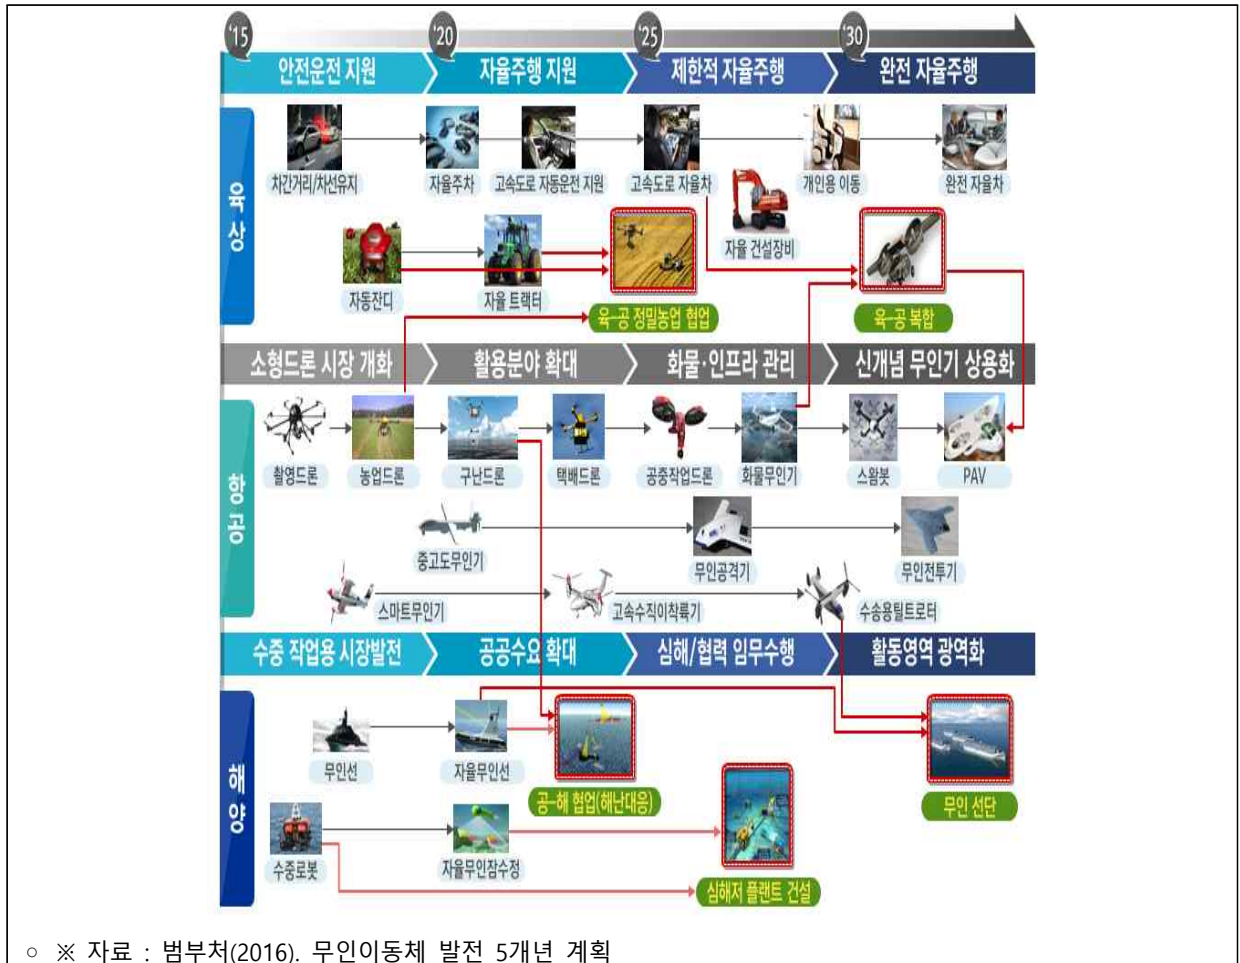 '15 '20 '25 '30
안전운전 지원 자율주행 지원 제한적 자율주행 완전 자율주행
육상
차간거리/차선유지 자율주차 고속도로 자동운전 지원 고속도로 자율차 개인용 이동 완전 자율차
자율 건설장비
자동잔디 자율 트랙터
육-공 정밀농업 협업 육-공 복합
소형드론 시장 개화 활용분야 확대 화물·인프라 관리 신개념 무인기 상용화
항공
촬영드론 농업드론 구난드론 택배드론 공중작업드론 화물무인기 스웜봇 PAV
중고도무인기 무인공격기 무인전투기
스마트무인기 고속수직이착륙기 수송용틸트로터
수중 작업용 시장발전 공공수요 확대 심해/협력 임무수행 활동영역 광역화
해양
무인선 자율무인선
공-해 협업(해난대응) 무인 선단
수중로봇 자율무인잠수정
심해저 플랜트 건설
○ ※ 자료 : 범부처(2016). 무인이동체 발전 5개년 계획